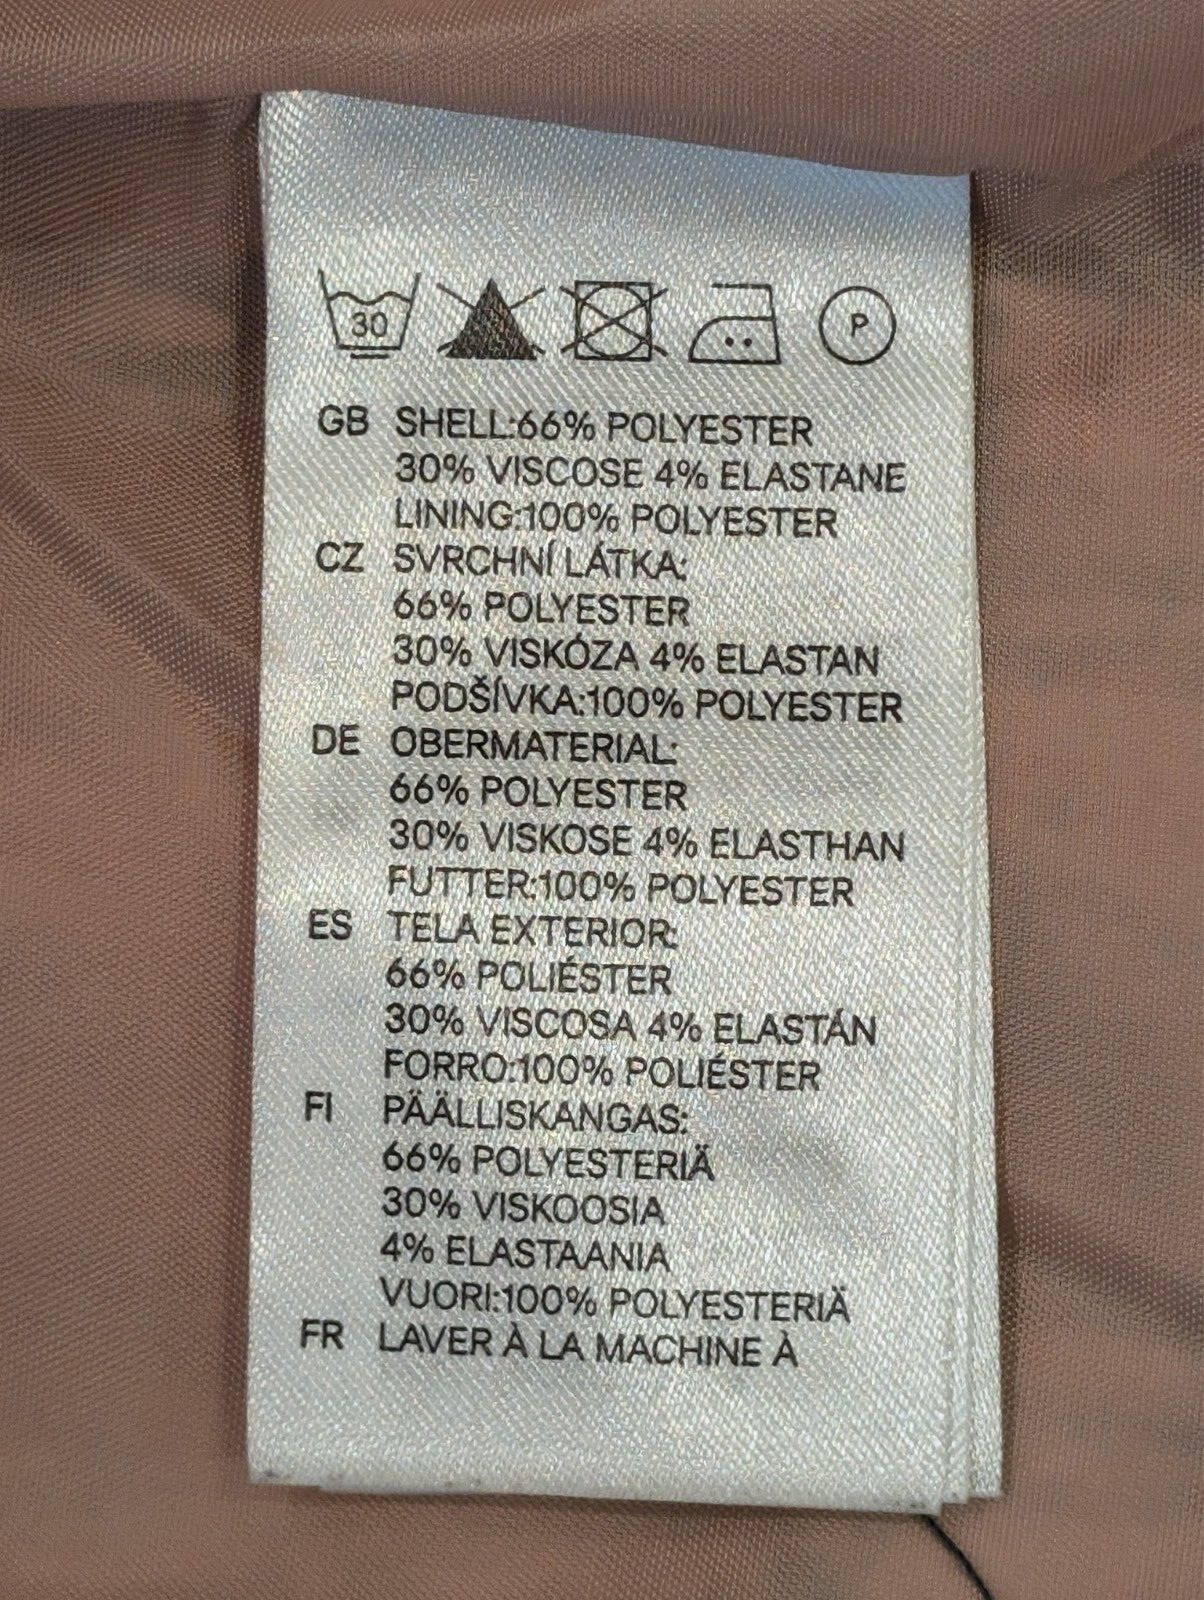 30
P
GB SHELL:66% POLYESTER
30% VISCOSE 4% ELASTANE
LINING:100% POLYESTER
CZ SVRCHNÍ LÁTKA:
66% POLYESTER
30% VISKÓZA 4% ELASTAN
PODŠÍVKA:100% POLYESTER
DE OBERMATERIAL:
66% POLYESTER
30% VISKOSE 4% ELASTHAN
FUTTER:100% POLYESTER
ES TELA EXTERIOR:
66% POLIÉSTER
30% VISCOSA 4% ELASTÁN
FORRO:100% POLIÉSTER
FI PÄÄLLISKANGAS:
66% POLYESTERIÄ
30% VISKOOSIA
4% ELASTAANIA
VUORI:100% POLYESTERIÄ
FR LAVER À LA MACHINE À